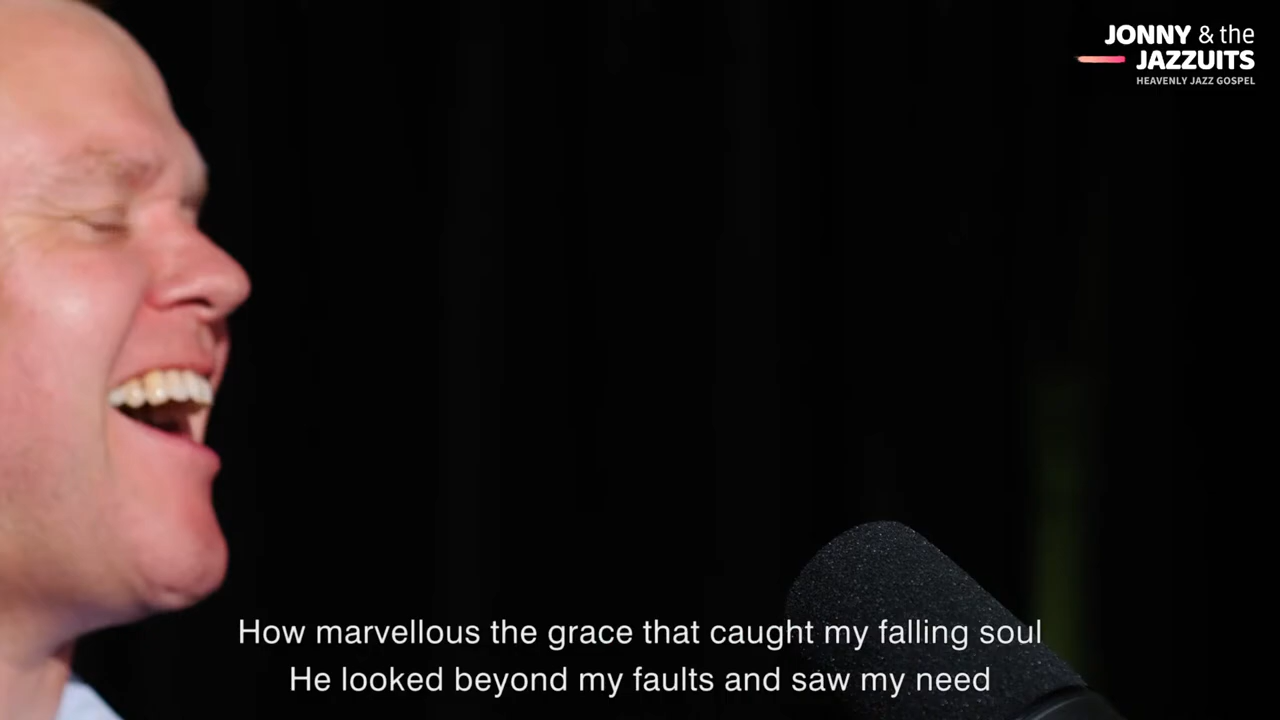 JONNY & the
JAZZUITS
HEAVENLY JAZZ GOSPEL
How marvellous the grace that caught my falling soul
He looked beyond my faults and saw my need